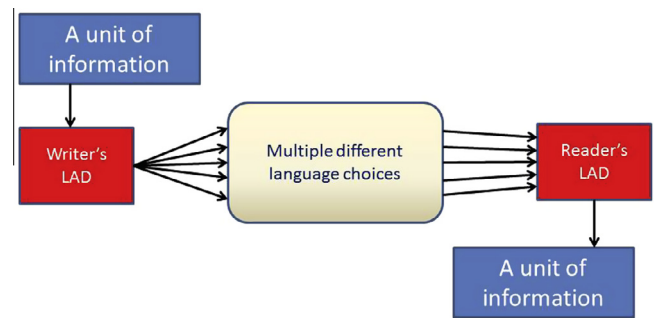 A unit of
information
Writer's
LAD
Multiple different
language choices
Reader's
LAD
A unit of
information